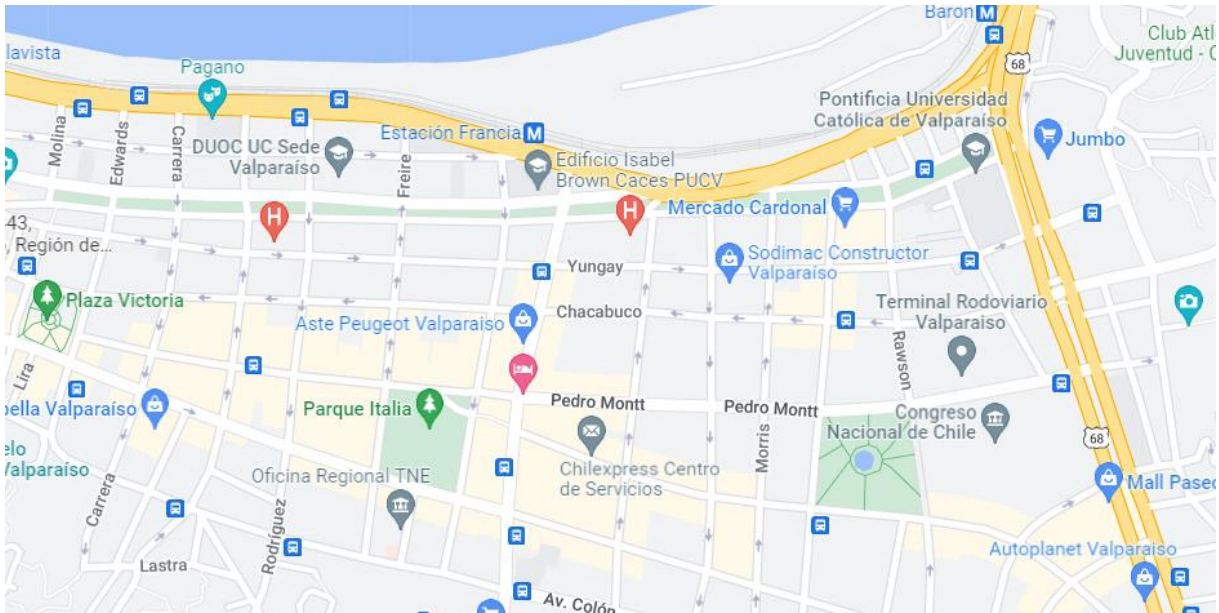 Baron M
Club Atl
Juventud - C
lavista
Pagano
68
Pontificia Universidad
Católica de Valparaíso
Estación Francia M
Jumbo
Molina
Edwards
Carrera
DUOC UC Sede
Valparaíso
Freire
Edificio Isabel
Brown Caces PUCV
H
H
Mercado Cardonal
43,
, Región de...
Yungay
Sodimac Constructor
Valparaíso
Plaza Victoria
Chacabuco
Terminal Rodoviario
Valparaiso
Aste Peugeot Valparaiso
Rawson
Lira
bella Valparaíso
Parque Italia
Pedro Montt
Pedro Montt
Congreso
Nacional de Chile
68
Morris
elo
Valparaíso
Oficina Regional TNE
Chilexpress Centro
de Servicios
Mall Pasec
Carrera
Rodríguez
Autoplanet Valparaiso
Lastra
Av. Colón